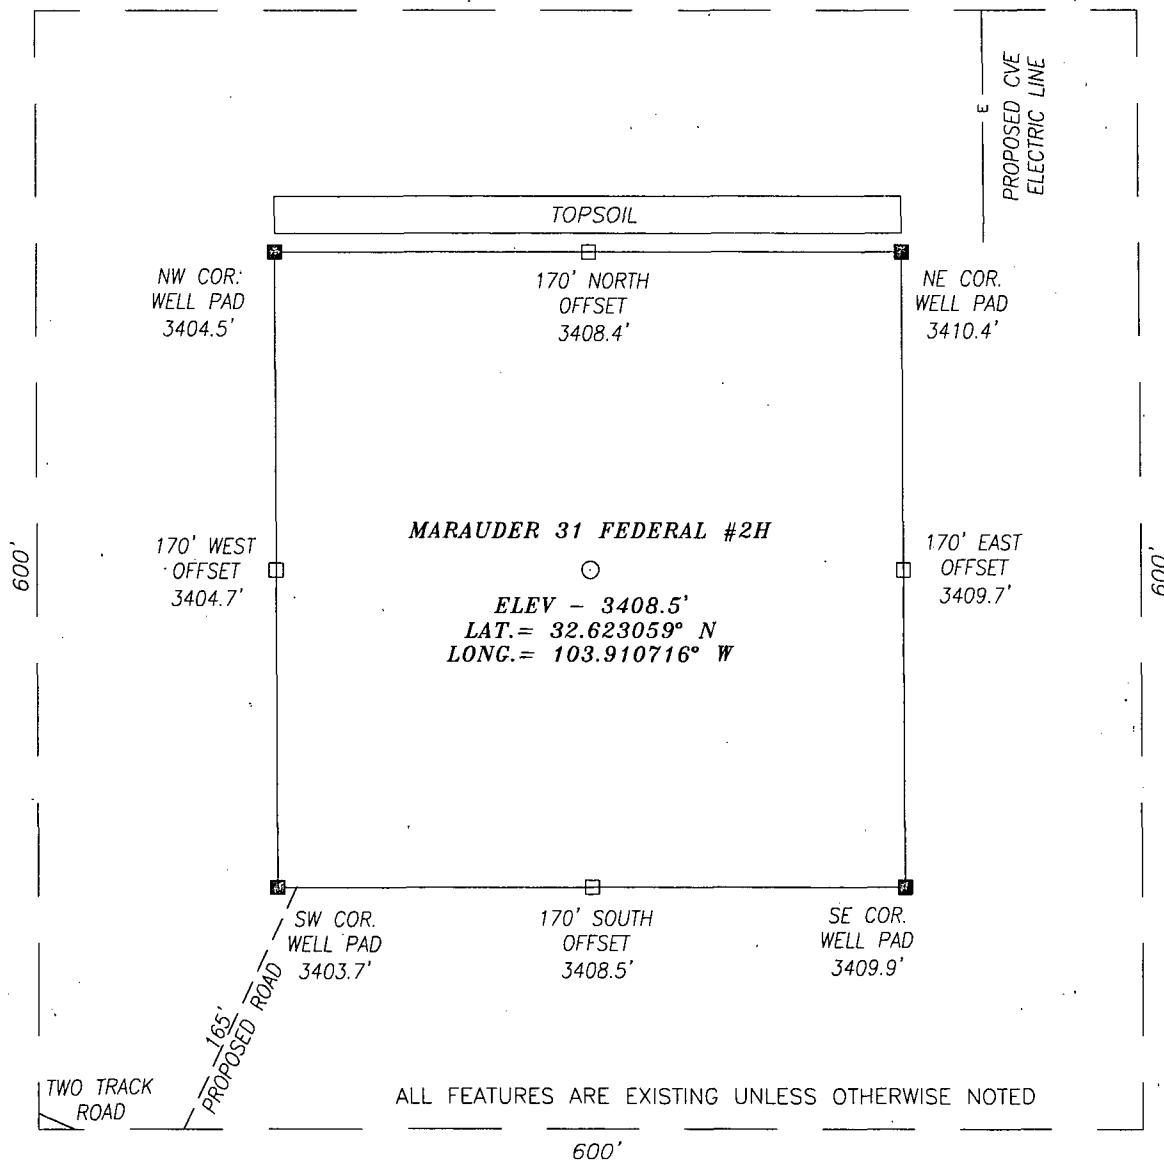 PROPOSED CVE
ELECTRIC LINE
E
TOPSOIL
NW COR.
WELL PAD
3404.5'
170' NORTH
OFFSET
3408.4'
NE COR.
WELL PAD
3410.4'
600'
170' WEST
OFFSET
3404.7'
MARAUDER 31 FEDERAL #2H
ELEV - 3408.5'
LAT.= 32.623059° N
LONG.= 103.910716° W
170' EAST
OFFSET
3409.7'
600'
SW COR.
WELL PAD
3403.7'
170' SOUTH
OFFSET
3408.5'
SE COR.
WELL PAD
3409.9'
165'
PROPOSED ROAD
TWO TRACK
ROAD
ALL FEATURES ARE EXISTING UNLESS OTHERWISE NOTED
600'